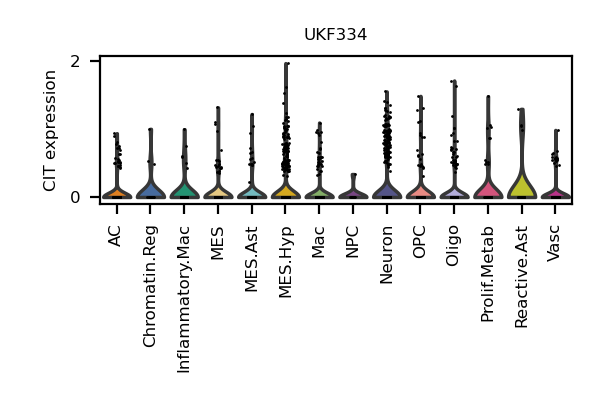 UKF334
CIT expression
2
0
AC
Chromatin.Reg
Inflammatory.Mac
MES
MES.Ast
MES.Hyp
Mac
NPC
Neuron
OPC
Oligo
Prolif.Metab
Reactive.Ast
Vasc